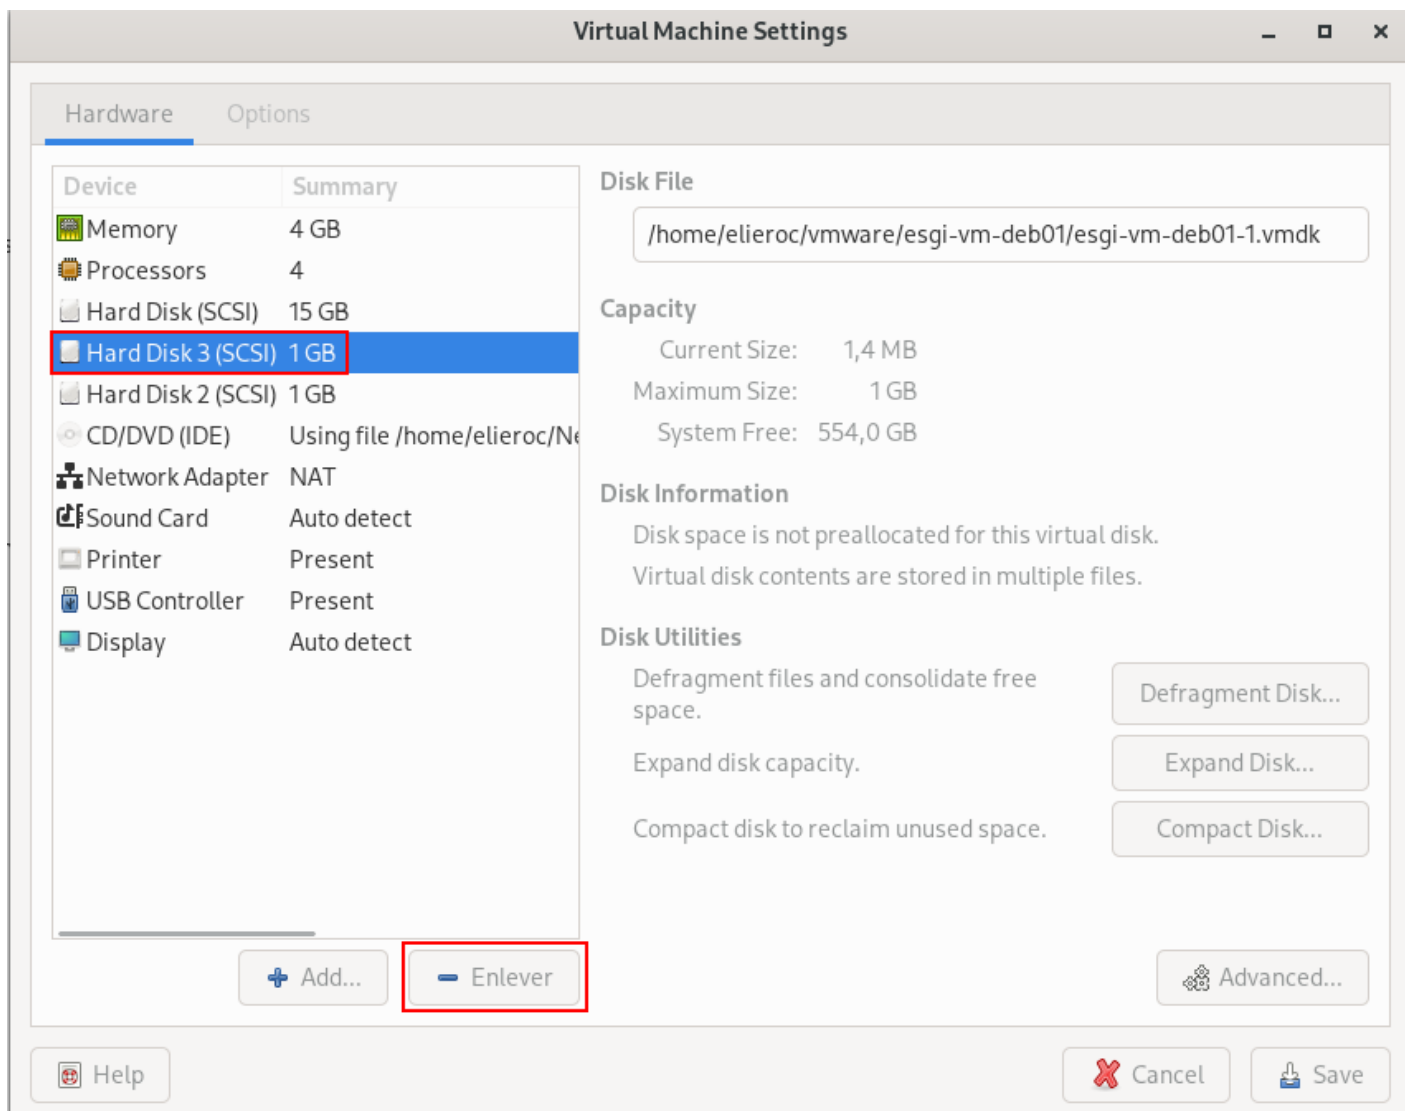 Virtual Machine Settings
Hardware Options
Device Summary
Memory 4 GB
Processors 4
Hard Disk (SCSI) 15 GB
Hard Disk 3 (SCSI) 1 GB
Hard Disk 2 (SCSI) 1 GB
CD/DVD (IDE) Using file /home/elieroc/Ne
Network Adapter NAT
Sound Card Auto detect
Printer Present
USB Controller Present
Display Auto detect
Add...
Enlever
Disk File
/home/elieroc/vmware/esgi-vm-deb01/esgi-vm-deb01-1.vmdk
Capacity
Current Size: 1,4 MB
Maximum Size: 1 GB
System Free: 554,0 GB
Disk Information
Disk space is not preallocated for this virtual disk.
Virtual disk contents are stored in multiple files.
Disk Utilities
Defragment files and consolidate free
space.
Defragment Disk...
Expand disk capacity.
Expand Disk...
Compact disk to reclaim unused space.
Compact Disk...
Advanced...
Help
Cancel
Save